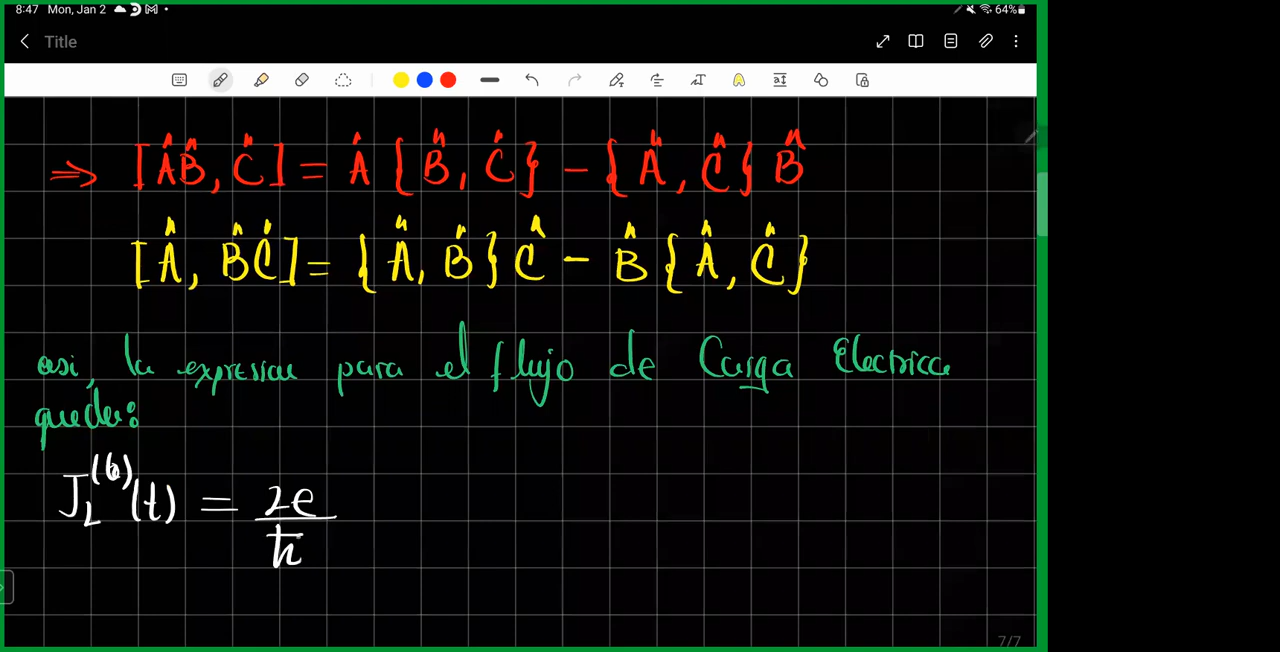 8:47 Mon, Jan 2
64%
Title
⇒ [ÂB̂, Ĉ] = Â {B̂, Ĉ} - {Â, Ĉ} B̂
[Â, B̂Ĉ] = {Â, B̂} Ĉ - B̂ {Â, Ĉ}
asi, la expresion para el flujo de Carga Electrica
queda:
J_L^(6)(t) = 2e/ħ
7/7